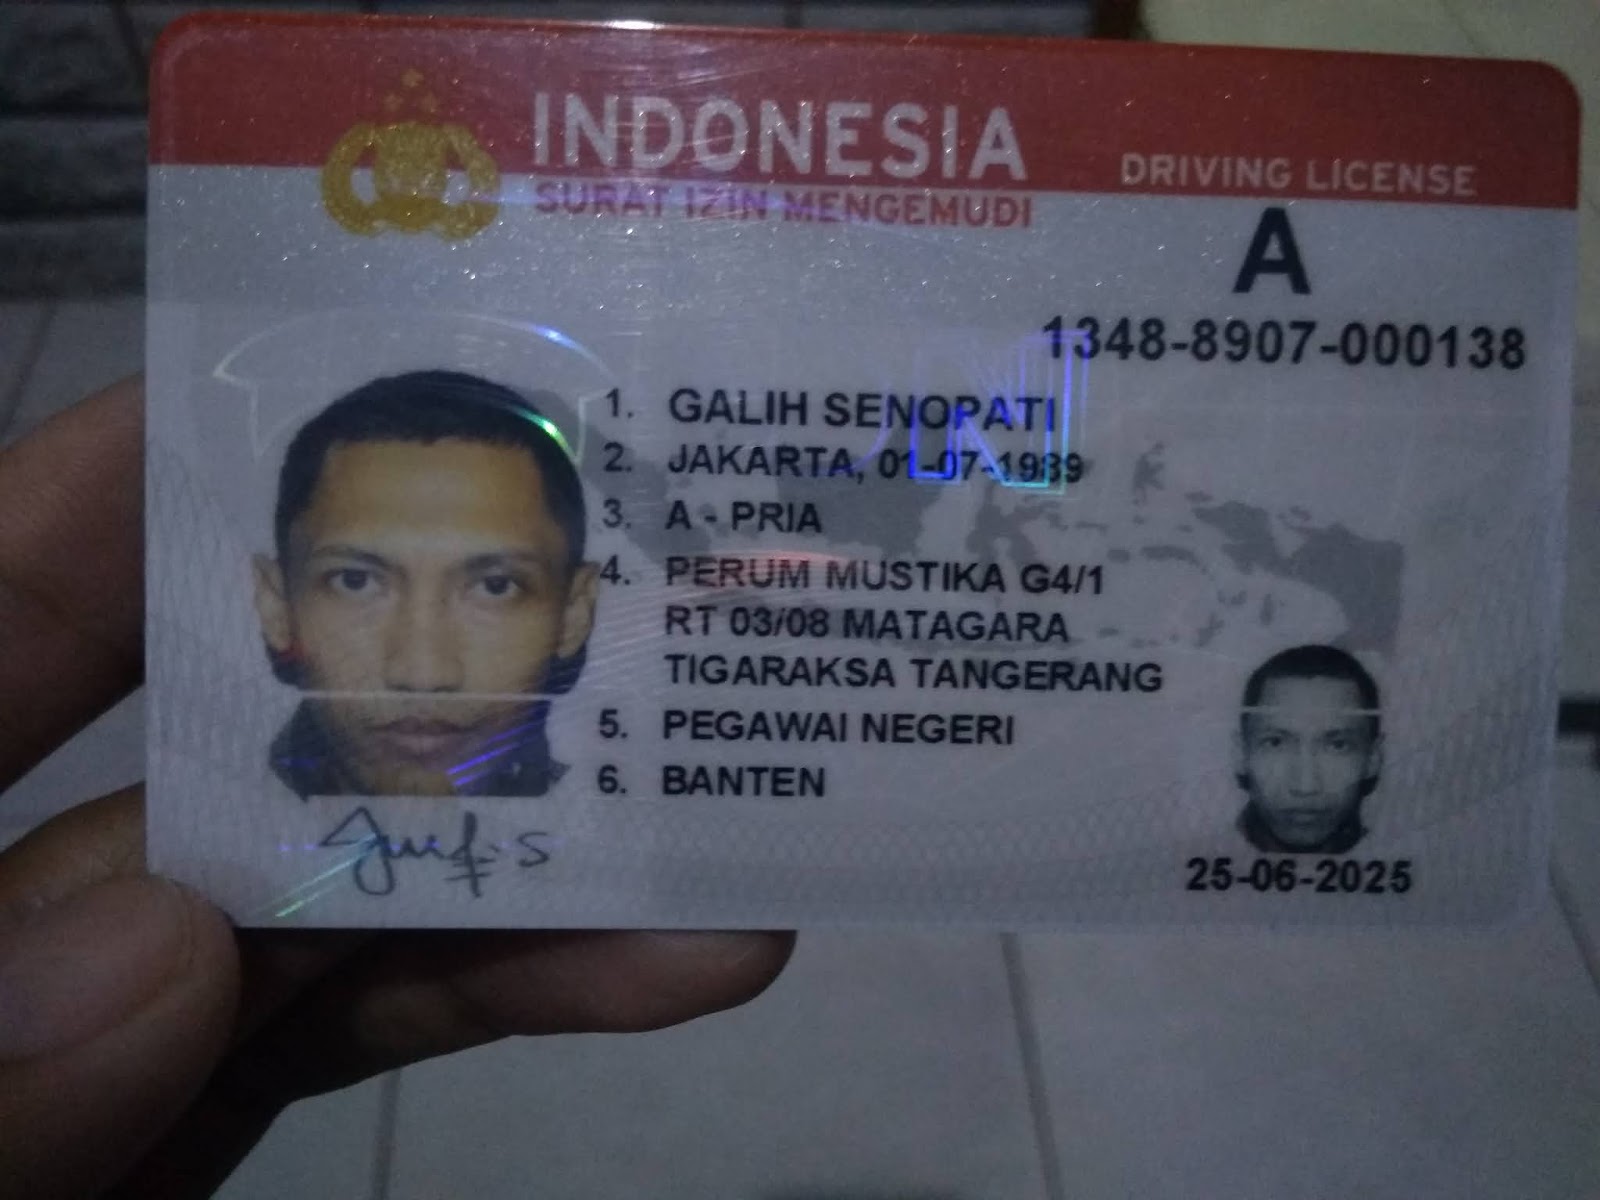 INDONESIA
SURAT IZIN MENGEMUDI
DRIVING LICENSE
A
1348-8907-000138
1. GALIH SENOPATI
2. JAKARTA, 01-07-1989
3. A - PRIA
4. PERUM MUSTIKA G4/1
RT 03/08 MATAGARA
TIGARAKSA TANGERANG
5. PEGAWAI NEGERI
6. BANTEN
25-06-2025